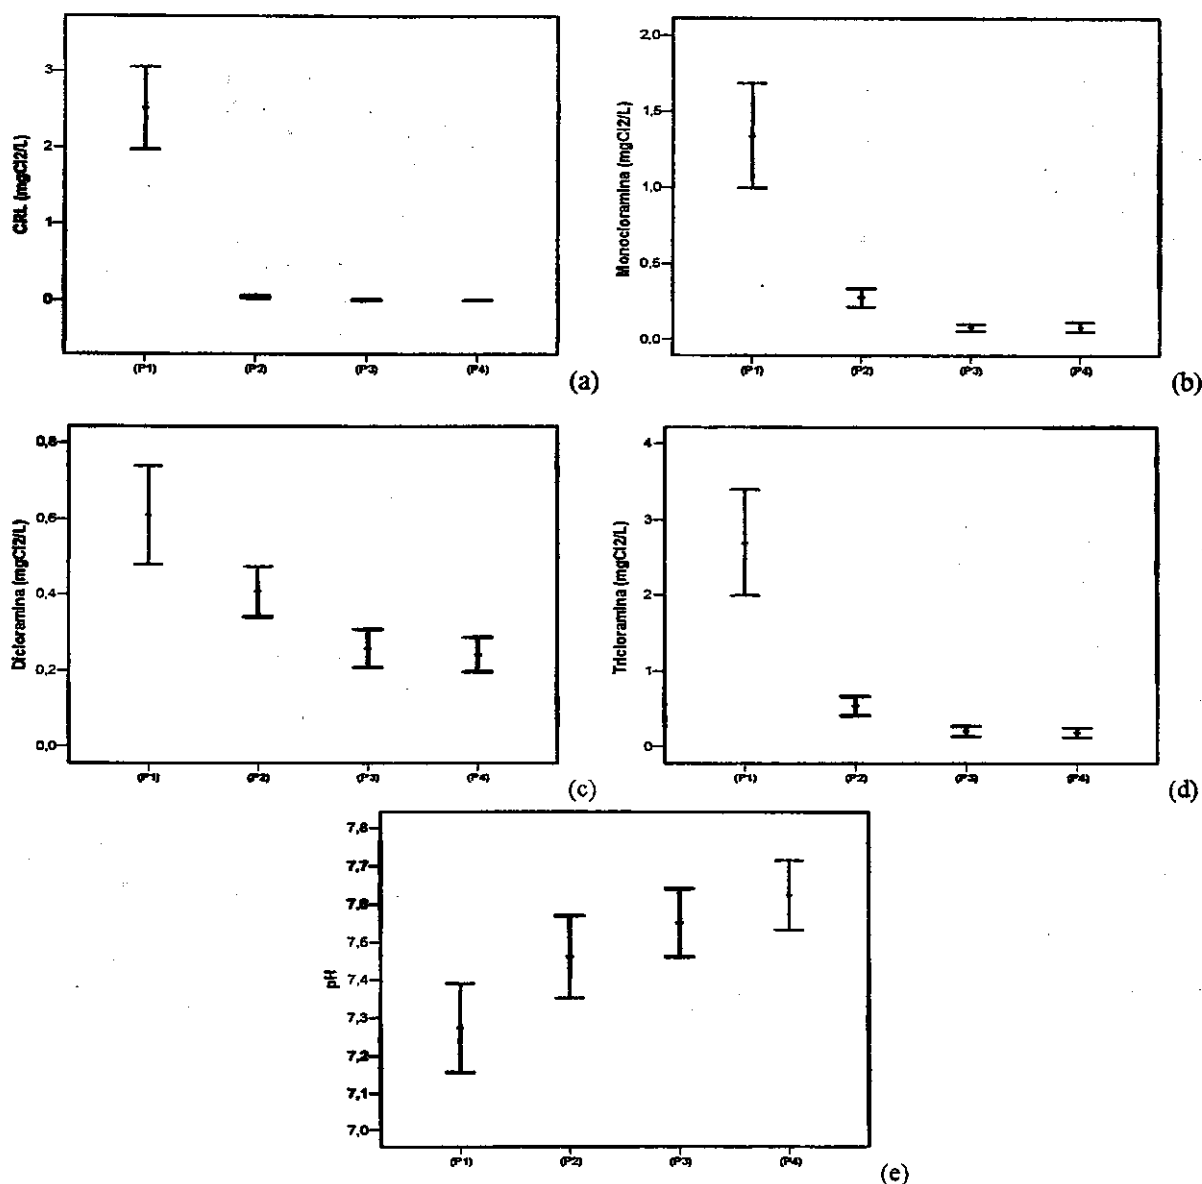 3
2
1
0
CRL (mgCl2/L)
(P1) (P2) (P3) (P4)
(a)
2,0
1,5
1,0
0,5
0,0
Monocloramina (mgCl2/L)
(P1) (P2) (P3) (P4)
(b)
0,8
0,6
0,4
0,2
0,0
Dicloramina (mgCl2/L)
(P1) (P2) (P3) (P4)
(c)
4
3
2
1
0
Tricloramina (mgCl2/L)
(P1) (P2) (P3) (P4)
(d)
7,8
7,7
7,6
7,5
7,4
7,3
7,2
7,1
7,0
pH
(P1) (P2) (P3) (P4)
(e)